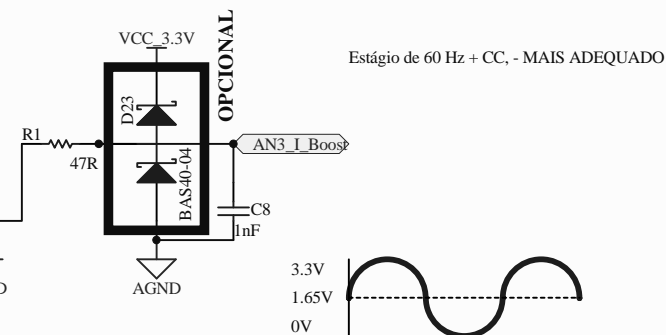 OPCIONAL
VCC_3.3V
Estágio de 60 Hz + CC, - MAIS ADEQUADO
D23
R1
47R
AN3_I_Boost
BAS40-04
C8
1nF
AGND
D
3.3V
1.65V
0V